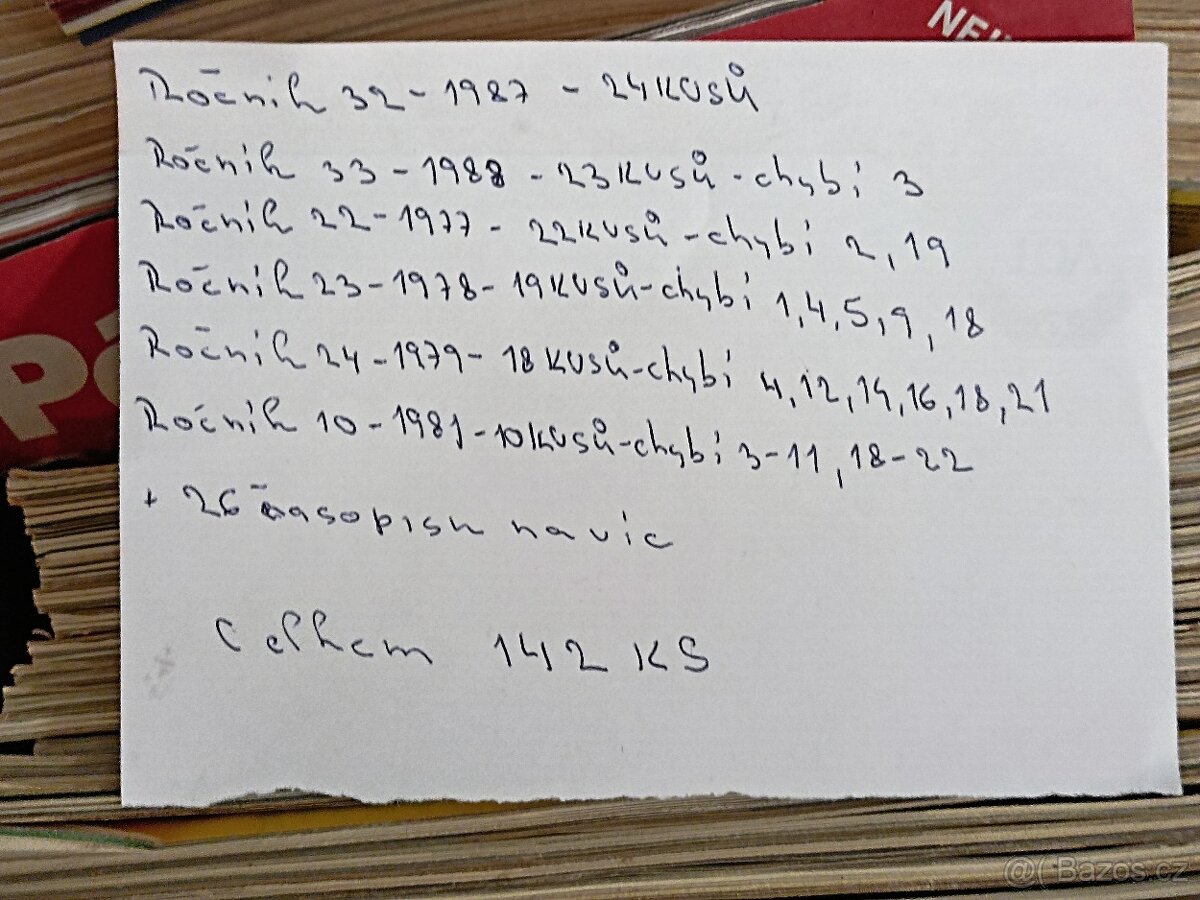 NE
Ročník 32 - 1987 - 24 KUSŮ
Ročník 33 - 1988 - 23 KUSŮ - chybí 3
Ročník 22 - 1977 - 22 KUSŮ - chybí 2, 19
Ročník 23 - 1978 - 19 KUSŮ - chybí 1, 4, 5, 9, 18
Ročník 24 - 1979 - 18 KUSŮ - chybí 4, 12, 14, 16, 18, 21
Ročník 10 - 1981 - 10 KUSŮ - chybí 3-11, 18-22
+ 26 časopisu navíc
Celkem 142 KS
Bazos.cz